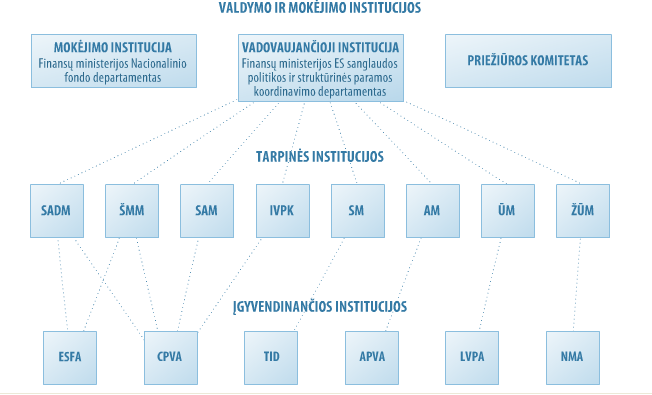 VALDYMO IR MOKĖJIMO INSTITUCIJOS
MOKĖJIMO INSTITUCIJA
Finansų ministerijos Nacionalinio
fondo departamentas
VADOVAUJANČIOJI INSTITUCIJA
Finansų ministerijos ES sanglaudos
politikos ir struktūrinės paramos
koordinavimo departamentas
PRIEŽIŪROS KOMITETAS
TARPINĖS INSTITUCIJOS
SADM
ŠMM
SAM
IVPK
SM
AM
ŪM
ŽŪM
ĮGYVENDINANČIOS INSTITUCIJOS
ESFA
CPVA
TID
APVA
LVPA
NMA